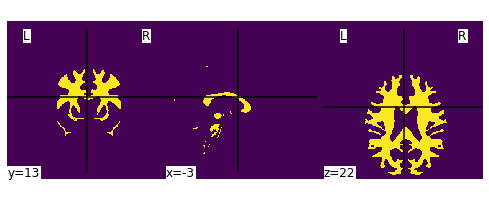 L R
L R
y=13
x=-3
z=22